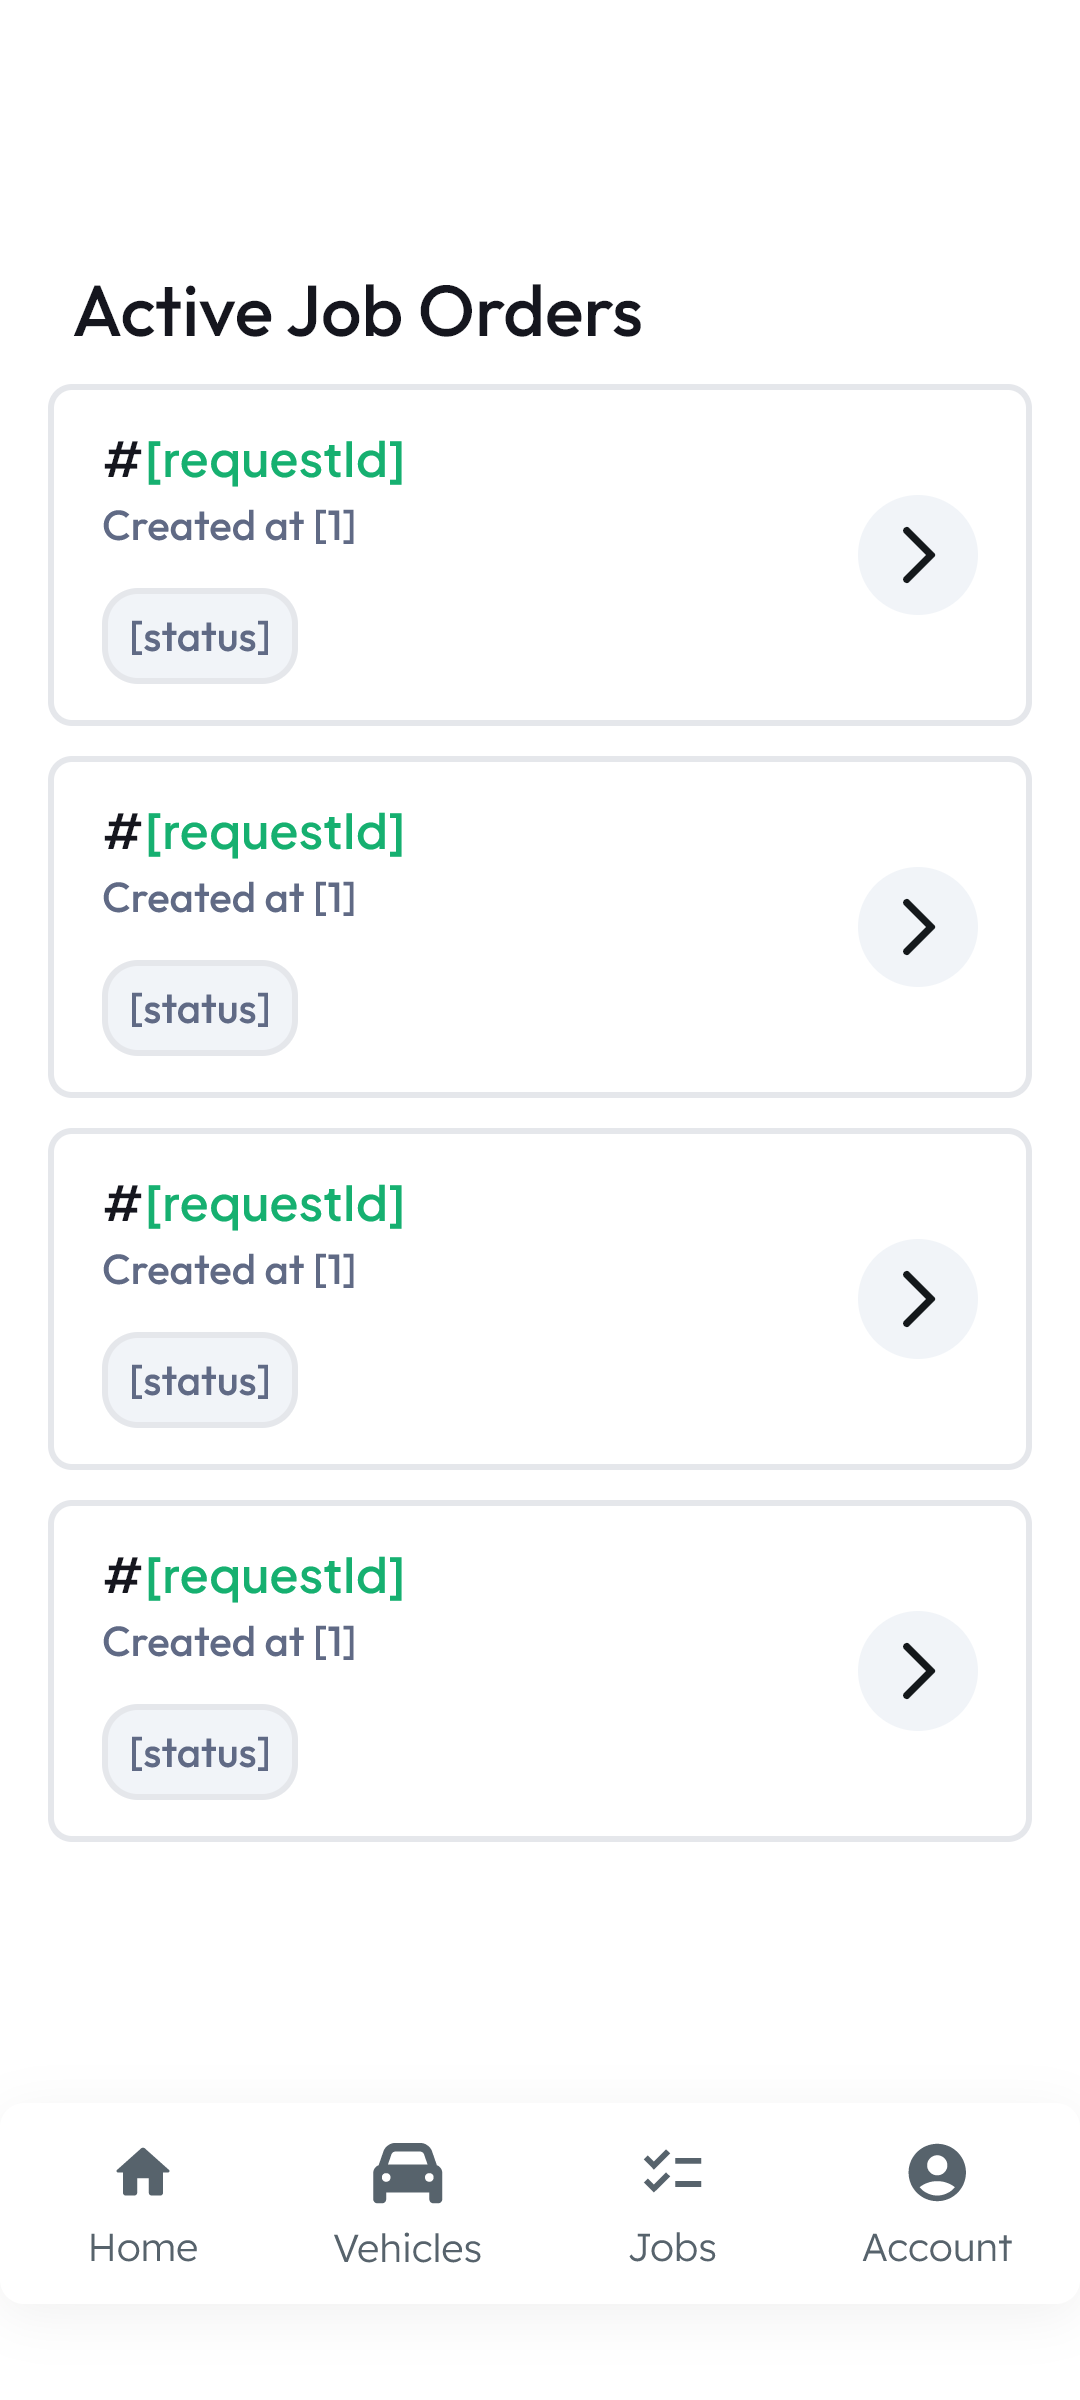 Active Job Orders
#[requestId]
Created at [1]
[status]
#[requestId]
Created at [1]
[status]
#[requestId]
Created at [1]
[status]
#[requestId]
Created at [1]
[status]
Home Vehicles Jobs Account